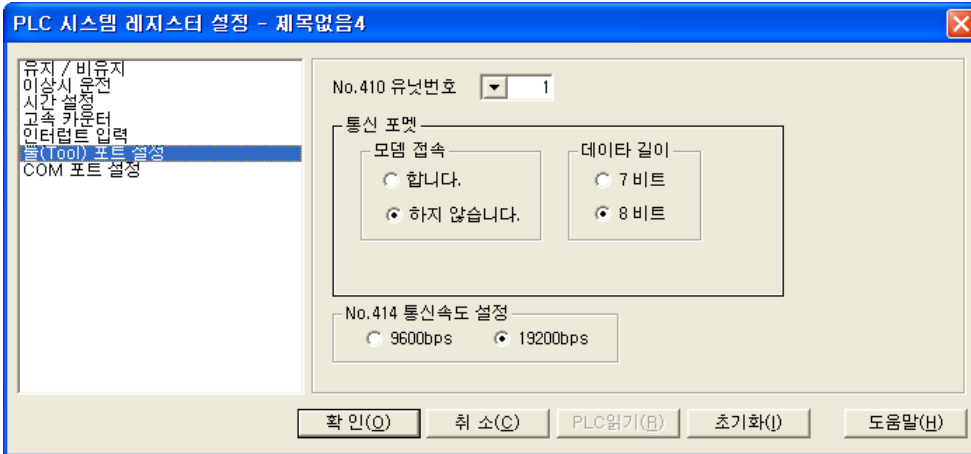 PLC 시스템 레지스터 설정 - 제목없음4
유지 / 비유지
이상시 운전
시간 설정
고속 카운터
인터럽트 입력
툴(Tool) 포트 설정
COM 포트 설정
No.410 유닛번호 1
통신 포멧
모뎀 접속
합니다.
하지 않습니다.
데이타 길이
7 비트
8 비트
No.414 통신속도 설정
9600bps 19200bps
확 인(O) 취 소(C) PLC읽기(R) 초기화(I) 도움말(H)